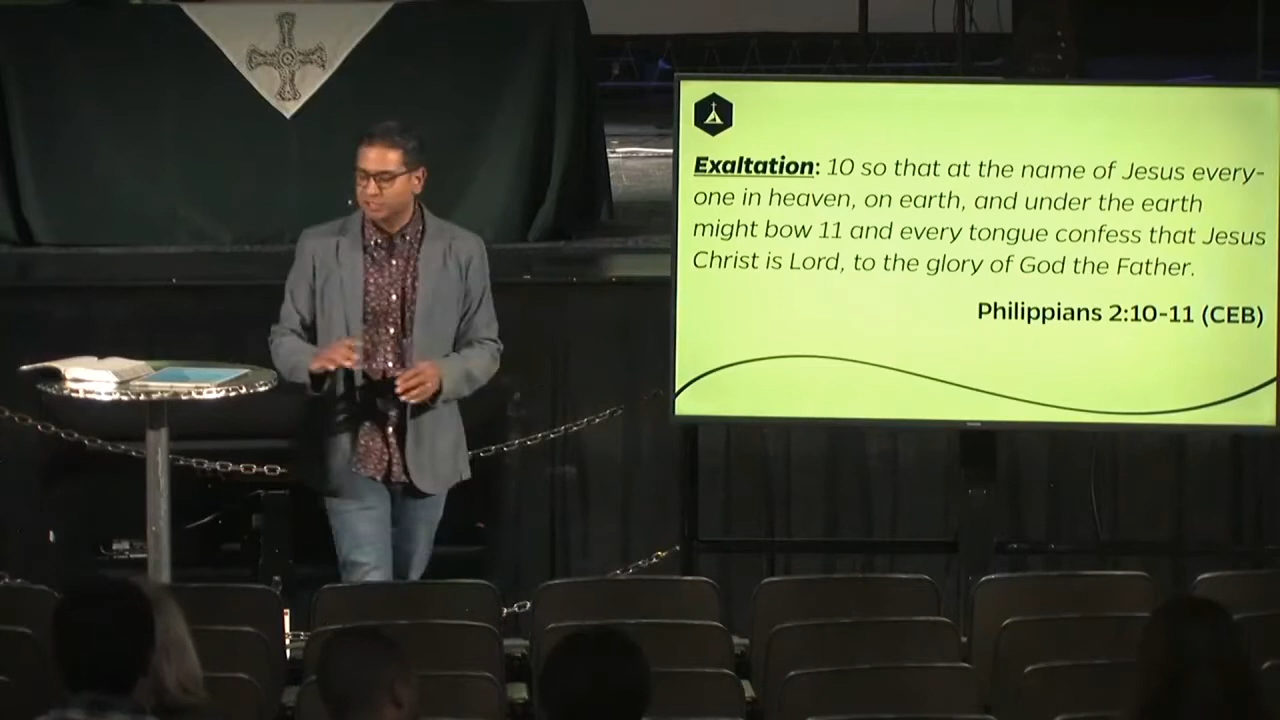 Exaltation: 10 so that at the name of Jesus every-
one in heaven, on earth, and under the earth
might bow 11 and every tongue confess that Jesus
Christ is Lord, to the glory of God the Father.
Philippians 2:10-11 (CEB)